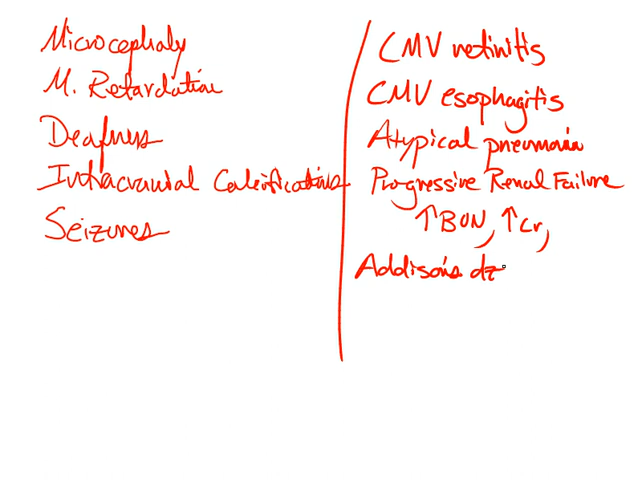 Microcephaly
M. Retardation
Deafness
Intracranial Calcifications
Seizures
CMV retinitis
CMV esophagitis
Atypical pneumonia
Progressive Renal Failure
↑BUN, ↑Cr,
Addison's dz